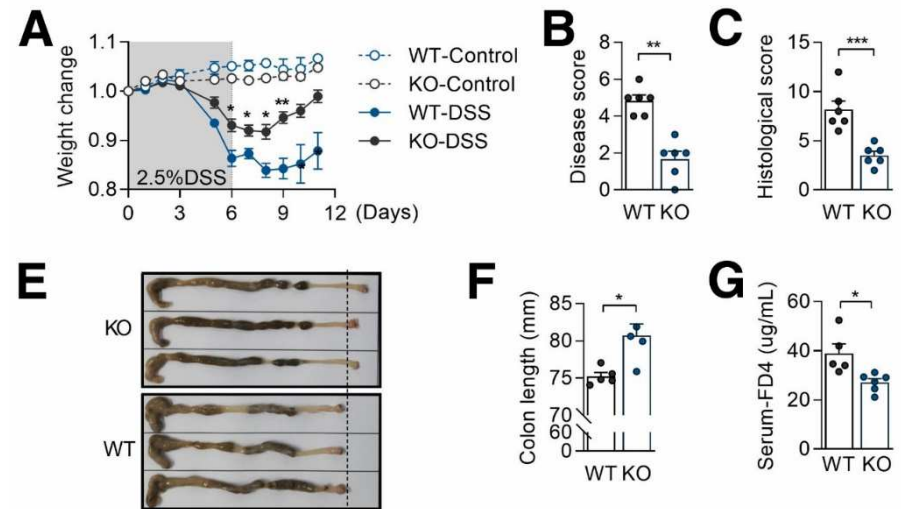 A
Weight change
1.1
1.0
0.9
0.8
2.5%DSS
* * * **
* *
0 3 6 9 12 (Days)
WT-Control
KO-Control
WT-DSS
KO-DSS
B
Disease score
8
6
4
2
0
**
WT KO
C
Histological score
15
10
5
0
***
WT KO
E
KO
WT
F
Colon length (mm)
85
80
75
70
60
0
*
WT KO
G
Serum-FD4 (ug/mL)
60
40
20
0
*
WT KO